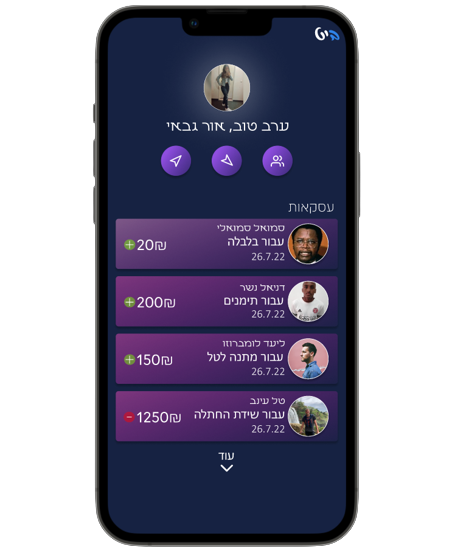 ביט
ערב טוב, אור גבאי
עסקאות
סמואל סמואלי
עבור בלבלה
26.7.22
20₪
דניאל נשר
עבור תימנים
26.7.22
200₪
ליעד לומברוזו
עבור מתנה לטל
26.7.22
150₪
טל עינב
עבור שידת החתלה
26.7.22
1250₪
עוד